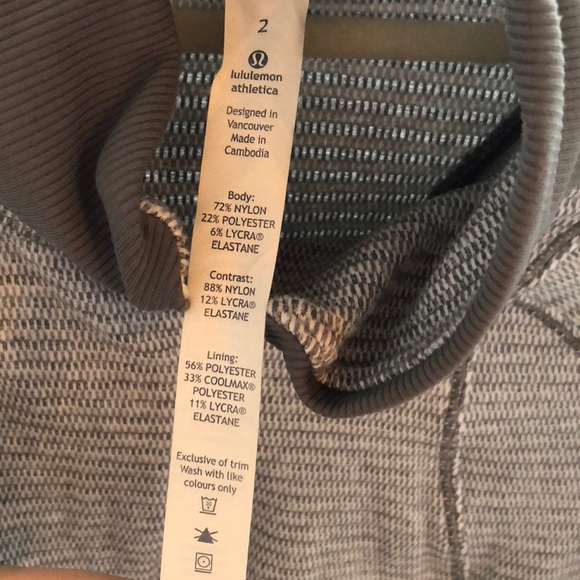 2
lululemon
athletica
Designed in
Vancouver
Made in
Cambodia
Body:
72% NYLON
22% POLYESTER
6% LYCRA®
ELASTANE
Contrast:
88% NYLON
12% LYCRA®
ELASTANE
Lining:
56% POLYESTER
33% COOLMAX®
POLYESTER
11% LYCRA®
ELASTANE
Exclusive of trim
Wash with like
colours only